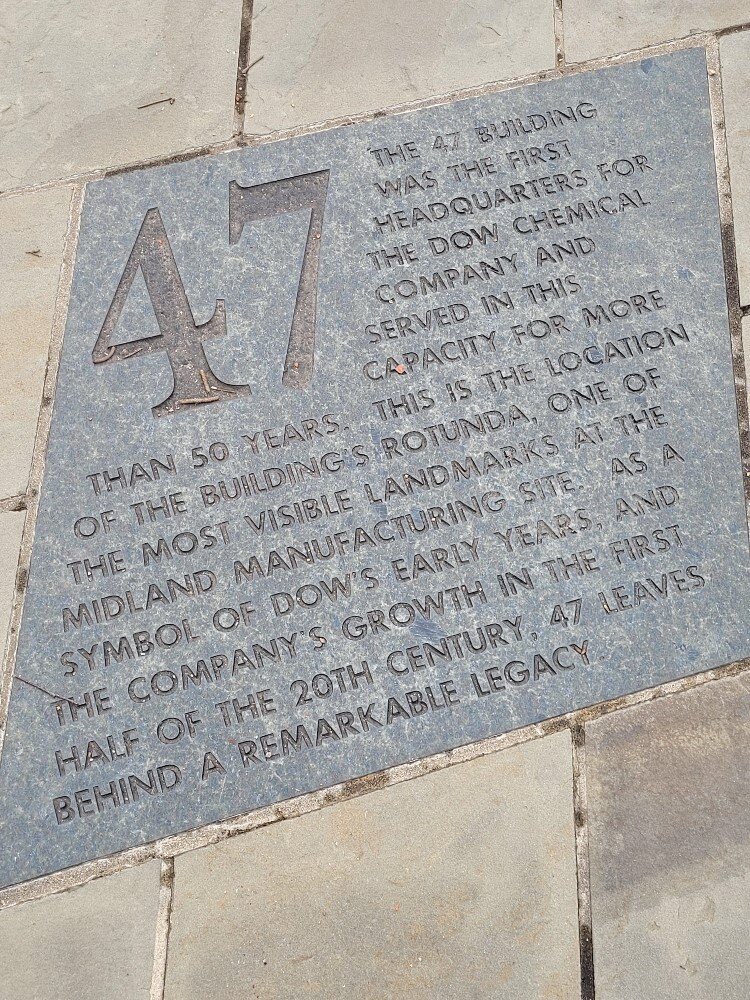 47
THE 47 BUILDING
WAS THE FIRST
HEADQUARTERS FOR
THE DOW CHEMICAL
COMPANY AND
SERVED IN THIS
CAPACITY FOR MORE
THAN 50 YEARS. THIS IS THE LOCATION
OF THE BUILDING'S ROTUNDA, ONE OF
THE MOST VISIBLE LANDMARKS AT THE
MIDLAND MANUFACTURING SITE. AS A
SYMBOL OF DOW'S EARLY YEARS, AND
THE COMPANY'S GROWTH IN THE FIRST
HALF OF THE 20TH CENTURY, 47 LEAVES
BEHIND A REMARKABLE LEGACY.